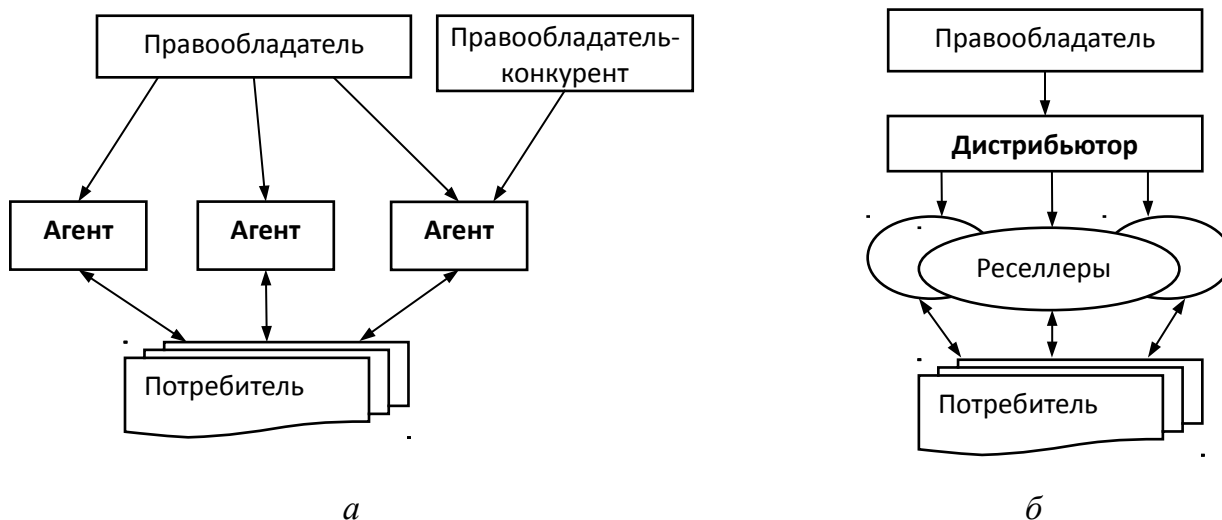 Правообладатель
Правообладатель-
конкурент
Агент
Агент
Агент
Потребитель
а
Правообладатель
Дистрибьютор
Реселлеры
Потребитель
б